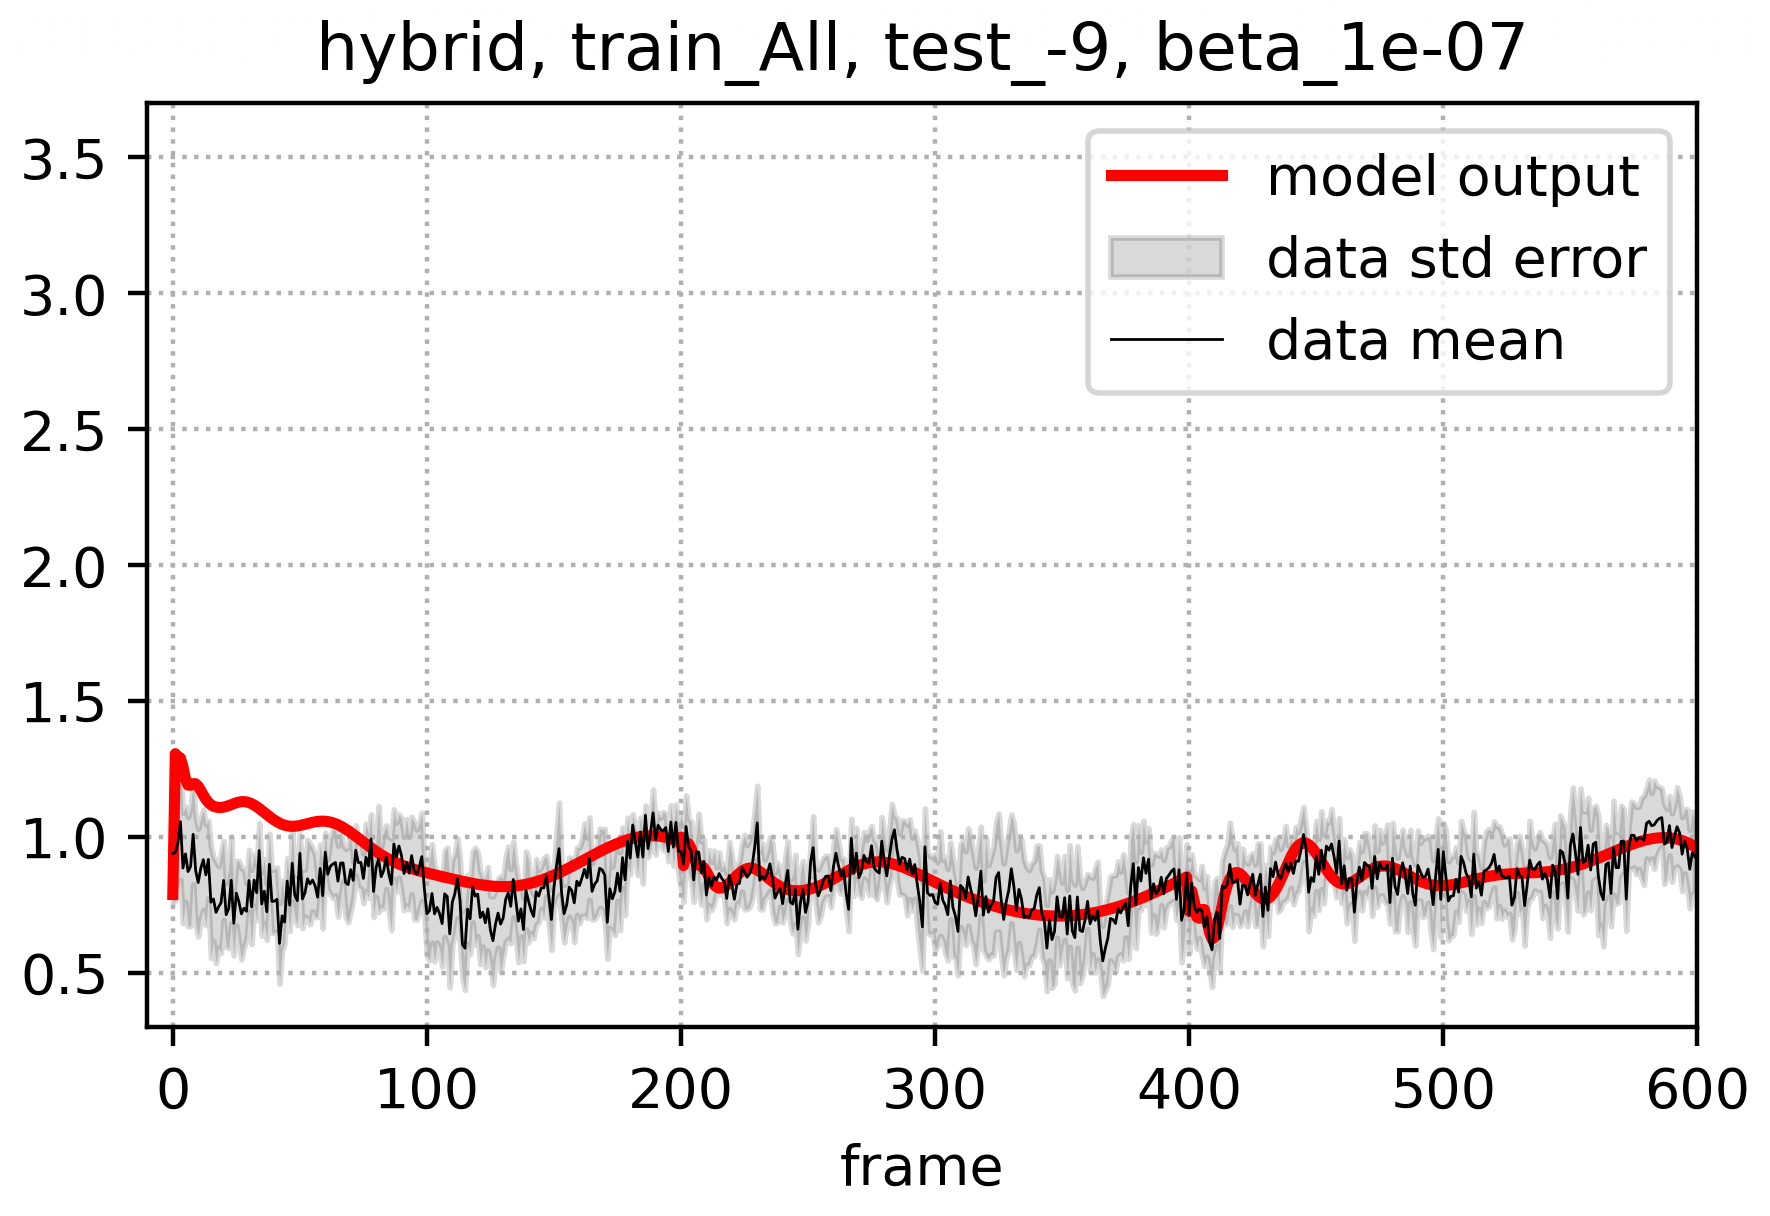 hybrid, train_All, test_-9, beta_1e-07
3.5
3.0
2.5
2.0
1.5
1.0
0.5
model output
data std error
data mean
0 100 200 300 400 500 600
frame